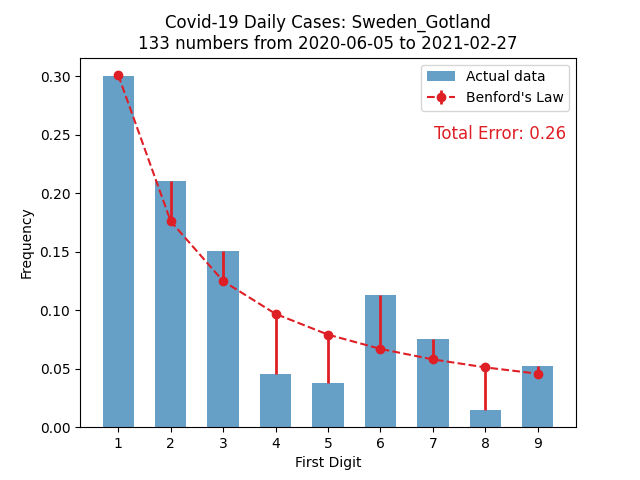 Covid-19 Daily Cases: Sweden_Gotland
133 numbers from 2020-06-05 to 2021-02-27
Actual data
Benford's Law
Total Error: 0.26
Frequency
0.30
0.25
0.20
0.15
0.10
0.05
0.00
1 2 3 4 5 6 7 8 9
First Digit